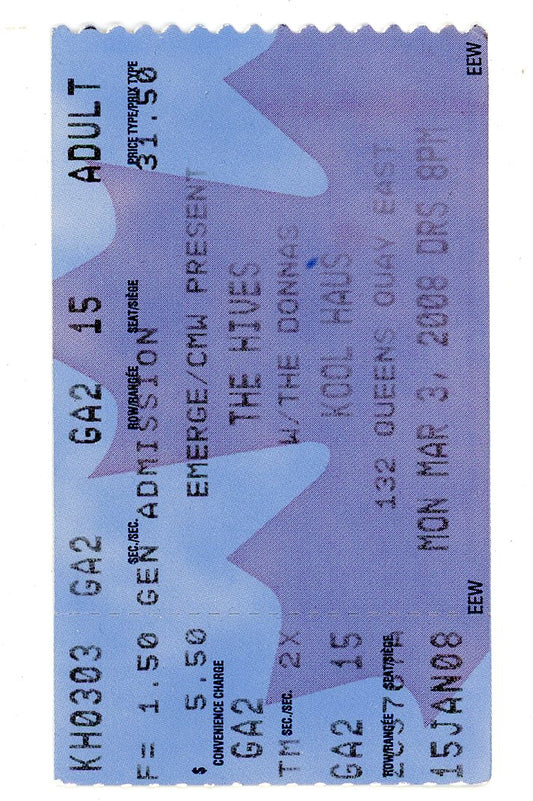 KH0303 GA2 GA2 15 ADULT
SEC./SEC. ROW/RANGÉE SEAT/SIÈGE PRICE TYPE/PRIX TYPE
F= 1.50 GEN ADMISSION 31.50
$ 5.50 EMERGE/CMW PRESENT
CONVENIENCE CHARGE
GA2 THE HIVES
SEC./SEC.
TM 2X W/THE DONNAS
GA2 15 KOOL HAUS
ROW/RANGÉE SEAT/SIÈGE
132 QUEENS QUAY EAST
15JAN08 MON MAR 3, 2008 DRS 8PM
EEW EEW